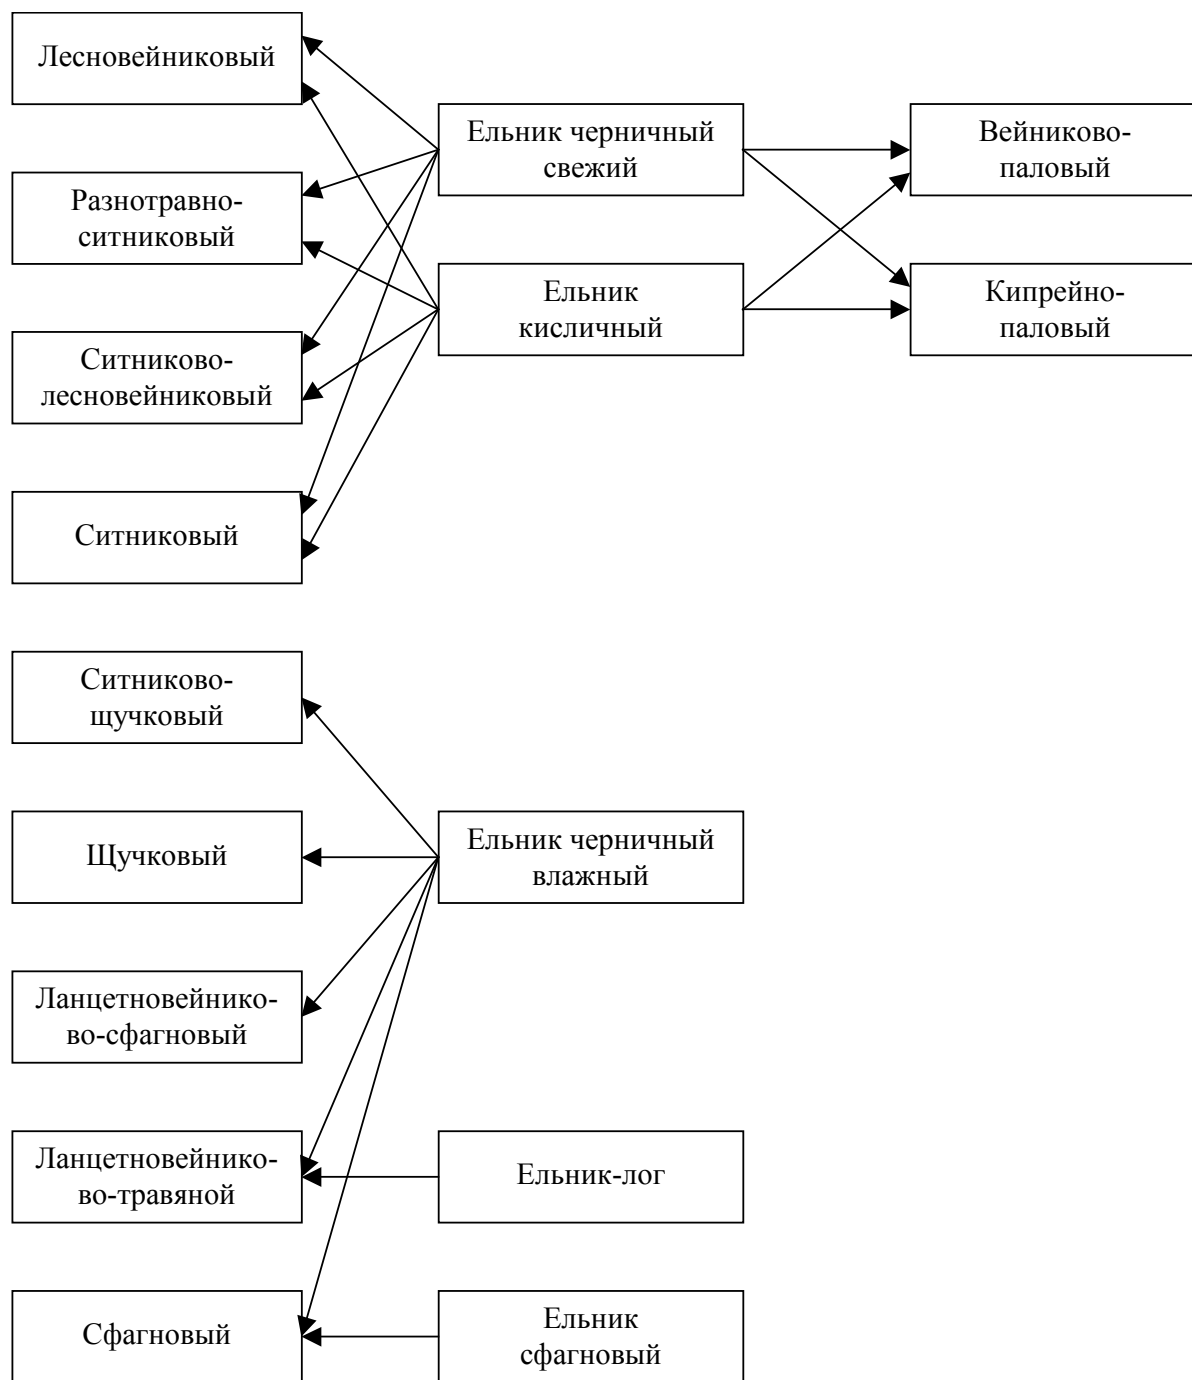 Лесновейниковый
Ельник черничный
свежий
Вейниково-
паловый
Разнотравно-
ситниковый
Ельник
кисличный
Кипрейно-
паловый
Ситниково-
лесновейниковый
Ситниковый
Ситниково-
щучковый
Щучковый
Ельник черничный
влажный
Ланцетновейнико-
во-сфагновый
Ланцетновейнико-
во-травяной
Ельник-лог
Сфагновый
Ельник
сфагновый